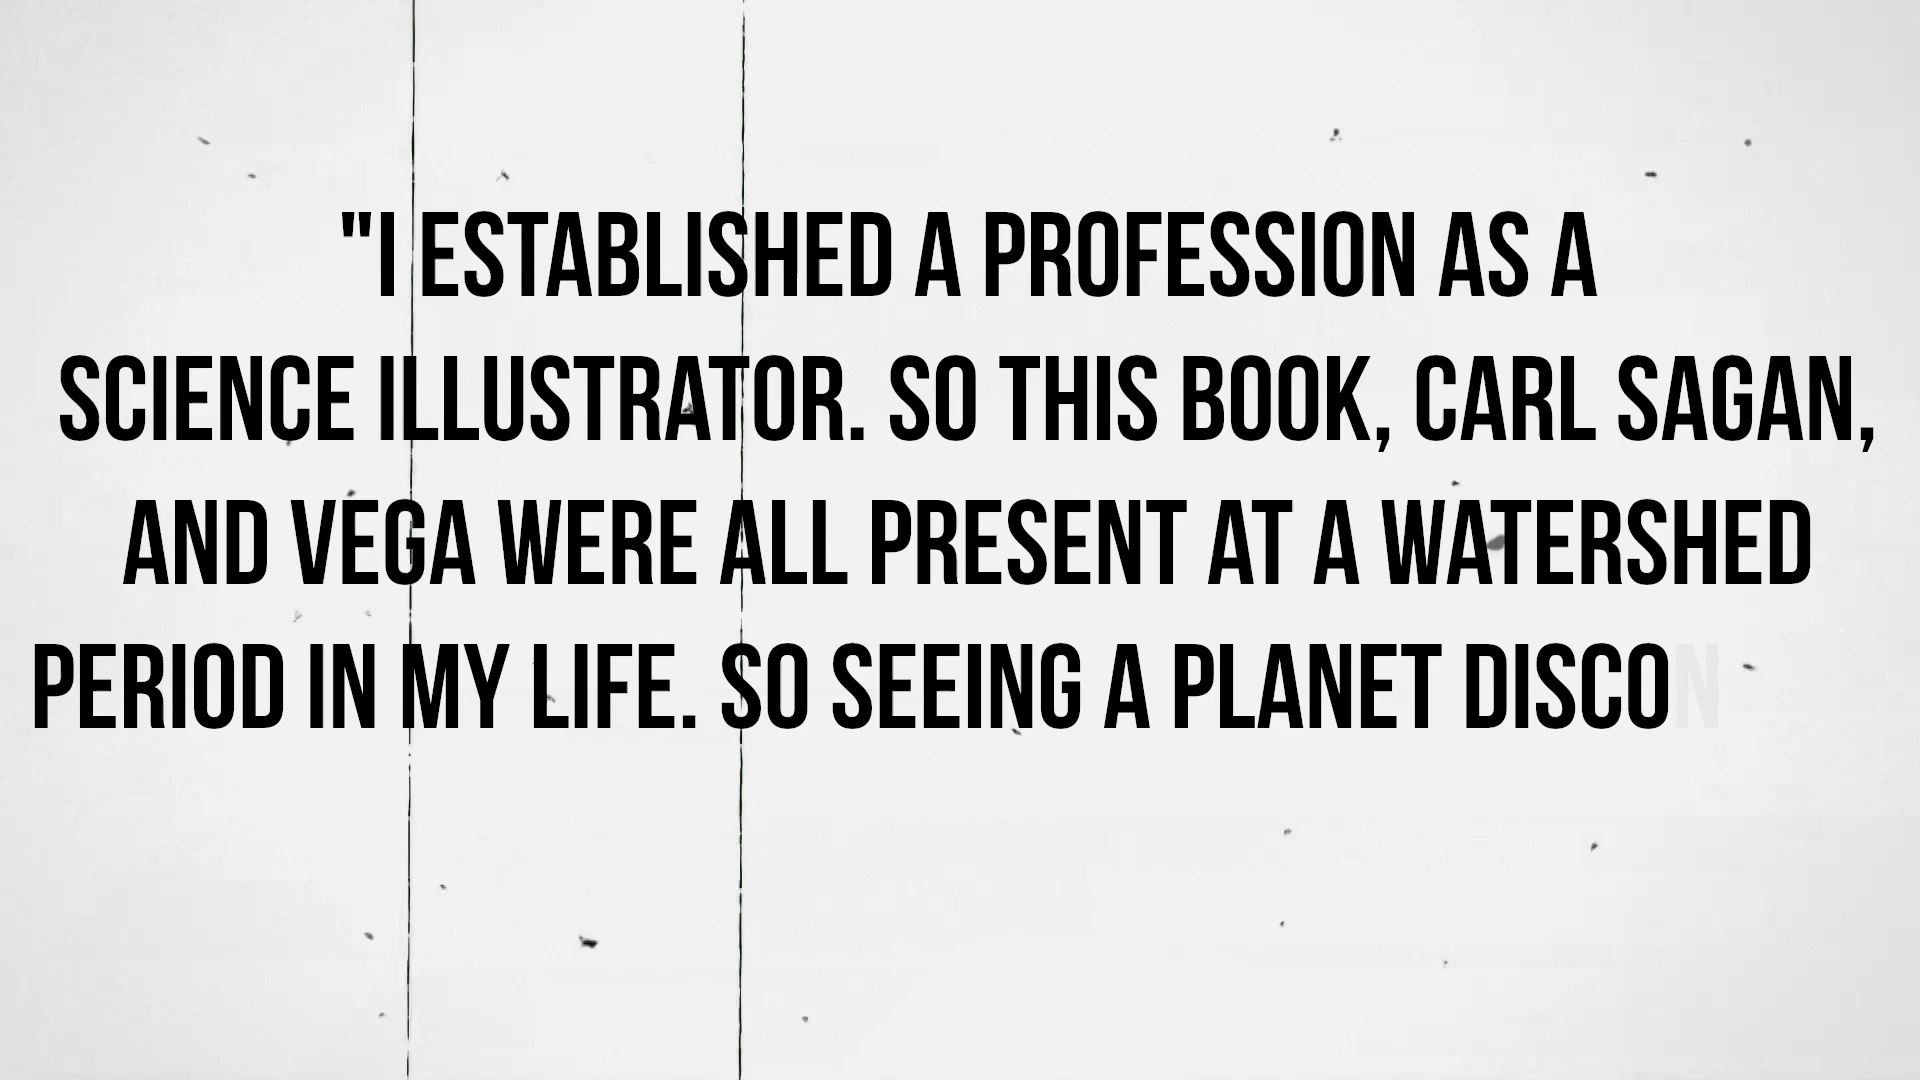 "I ESTABLISHED A PROFESSION AS A
SCIENCE ILLUSTRATOR. SO THIS BOOK, CARL SAGAN,
AND VEGA WERE ALL PRESENT AT A WATERSHED
PERIOD IN MY LIFE. SO SEEING A PLANET DISCON